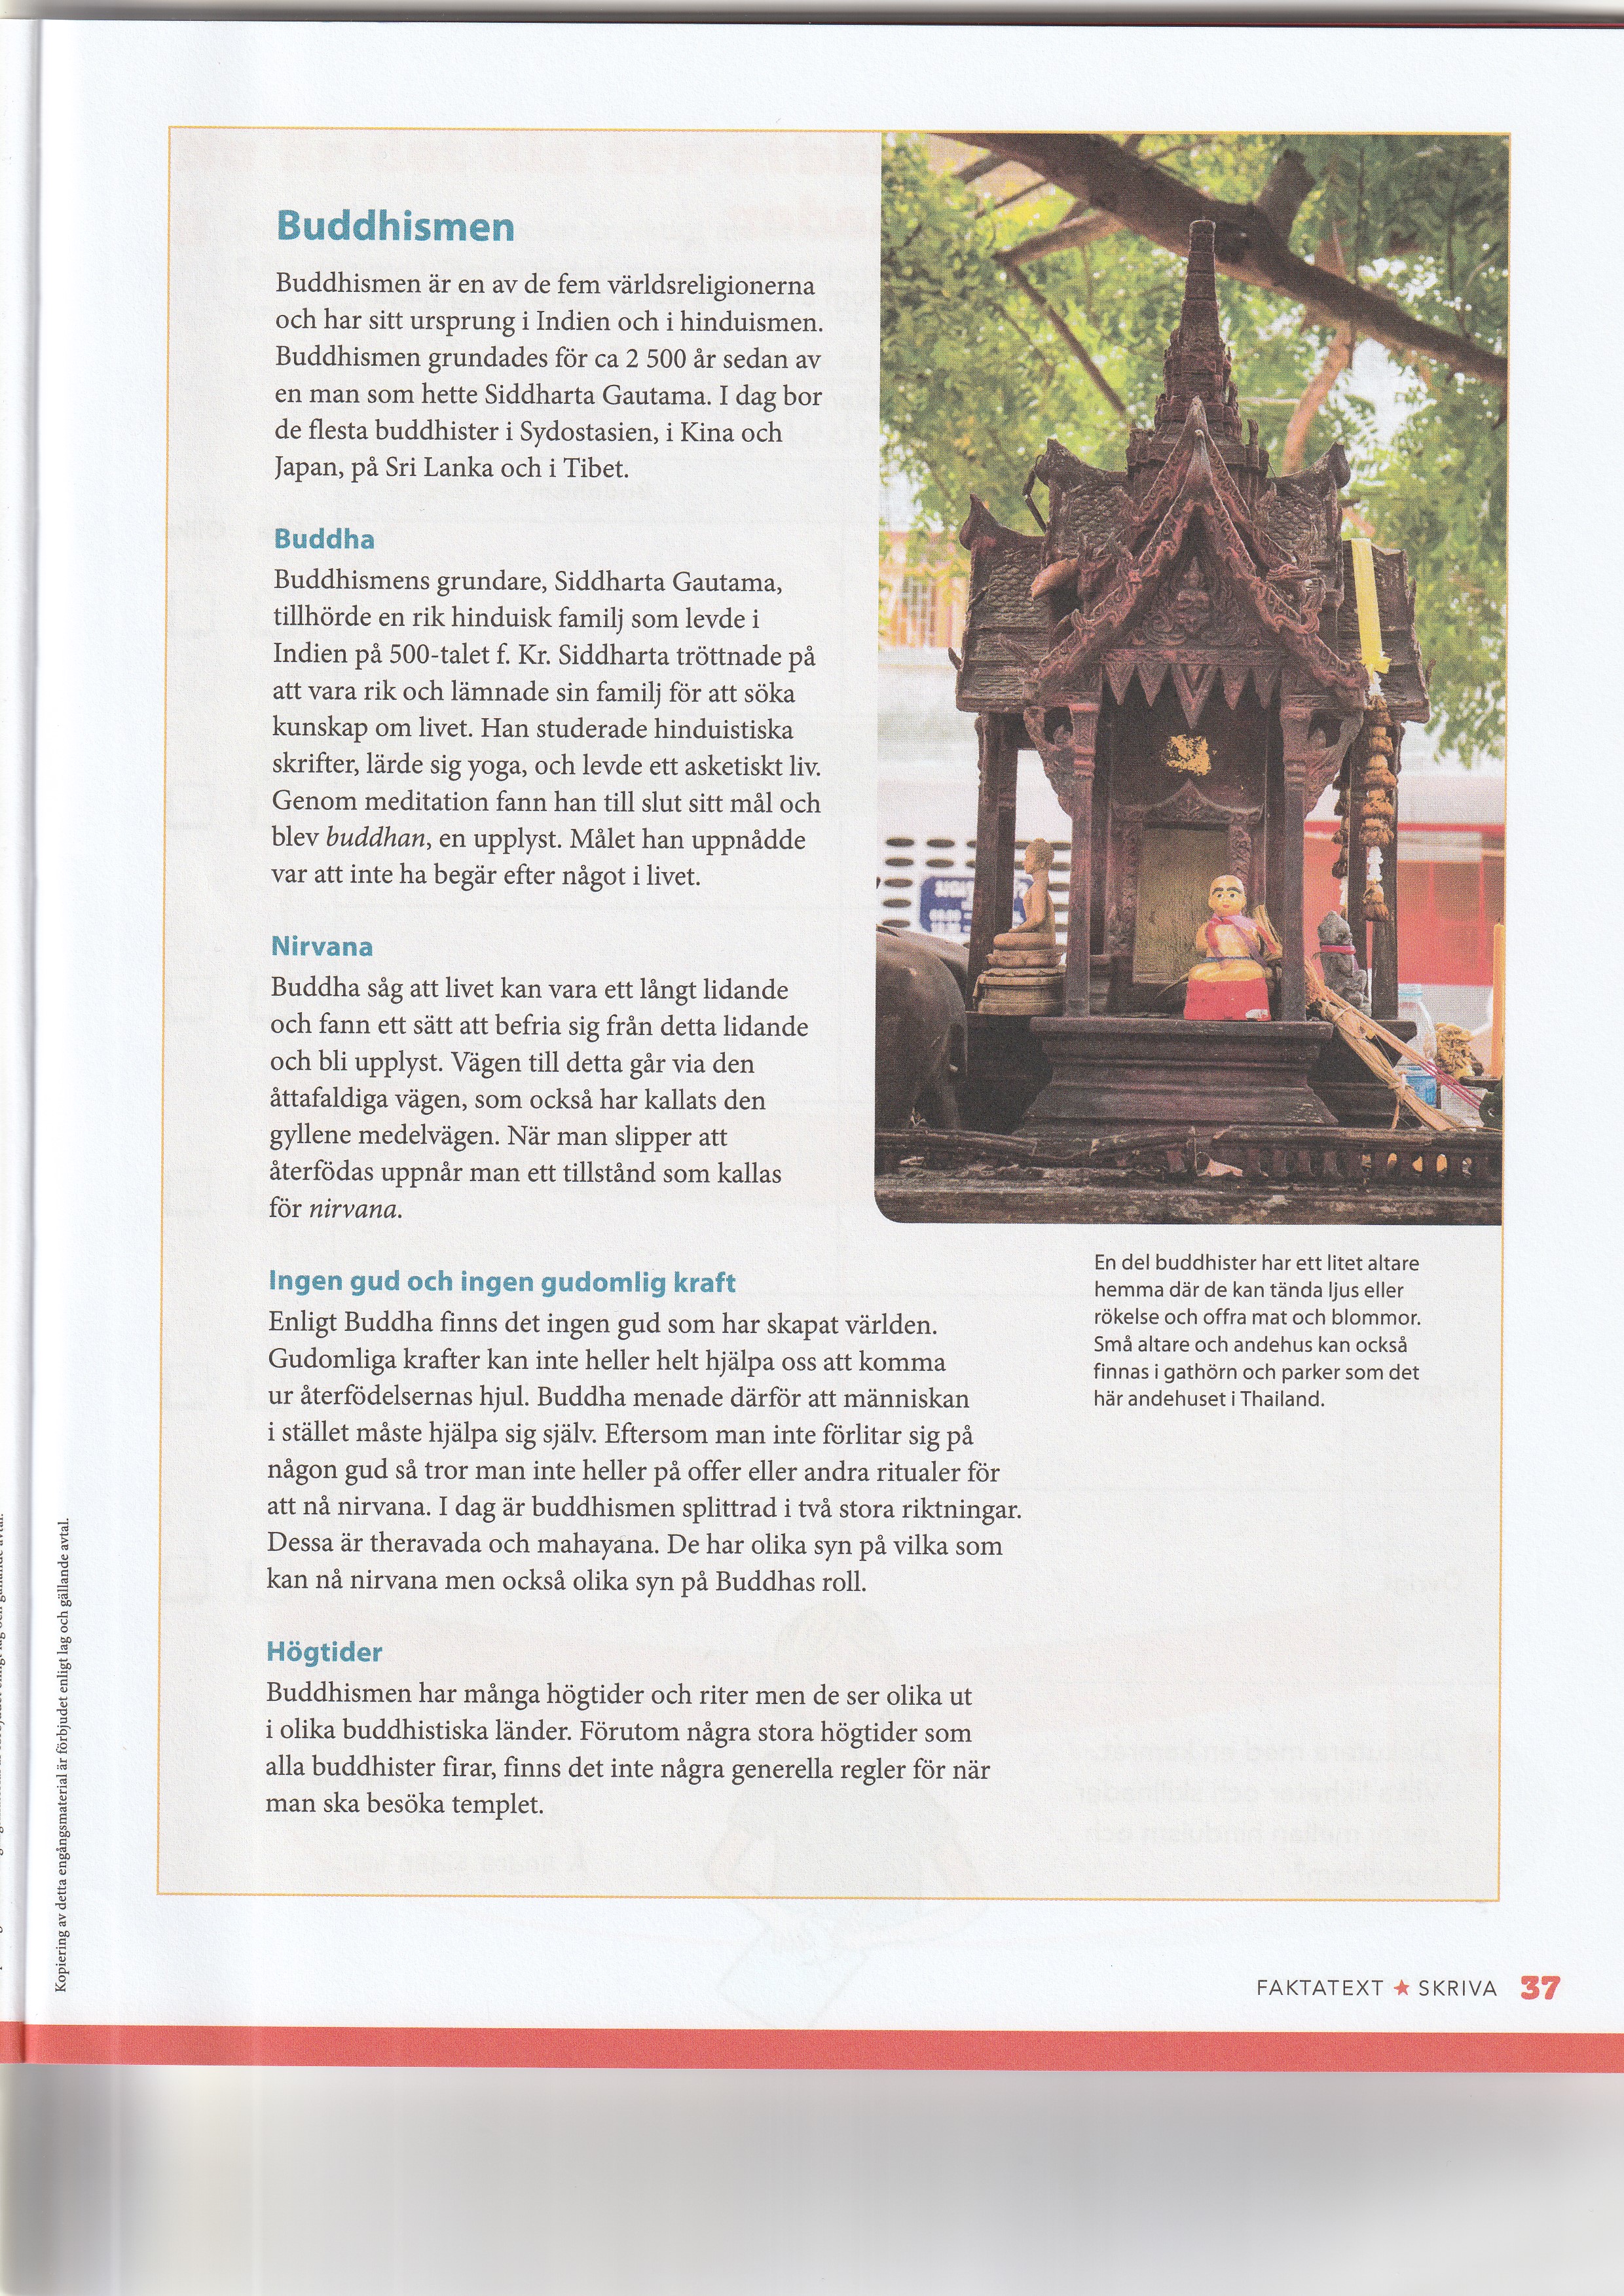 Buddhismen
Buddhismen är en av de fem världsreligionerna
och har sitt ursprung i Indien och i hinduismen.
Buddhismen grundades för ca 2 500 år sedan av
en man som hette Siddharta Gautama. I dag bor
de flesta buddhister i Sydostasien, i Kina och
Japan, på Sri Lanka och i Tibet.
Buddha
Buddhismens grundare, Siddharta Gautama,
tillhörde en rik hinduisk familj som levde i
Indien på 500-talet f. Kr. Siddharta tröttnade på
att vara rik och lämnade sin familj för att söka
kunskap om livet. Han studerade hinduistiska
skrifter, lärde sig yoga, och levde ett asketiskt liv.
Genom meditation fann han till slut sitt mål och
blev buddhan, en upplyst. Målet han uppnådde
var att inte ha begär efter något i livet.
Nirvana
Buddha såg att livet kan vara ett långt lidande
och fann ett sätt att befria sig från detta lidande
och bli upplyst. Vägen till detta går via den
åttafaldiga vägen, som också har kallats den
gyllene medelvägen. När man slipper att
återfödas uppnår man ett tillstånd som kallas
för nirvana.
Ingen gud och ingen gudomlig kraft
Enligt Buddha finns det ingen gud som har skapat världen.
Gudomliga krafter kan inte heller helt hjälpa oss att komma
ur återfödelsernas hjul. Buddha menade därför att människan
i stället måste hjälpa sig själv. Eftersom man inte förlitar sig på
någon gud så tror man inte heller på offer eller andra ritualer för
att nå nirvana. I dag är buddhismen splittrad i två stora riktningar.
Dessa är theravada och mahayana. De har olika syn på vilka som
kan nå nirvana men också olika syn på Buddhas roll.
Högtider
Buddhismen har många högtider och riter men de ser olika ut
i olika buddhistiska länder. Förutom några stora högtider som
alla buddhister firar, finns det inte några generella regler för när
man ska besöka templet.
En del buddhister har ett litet altare
hemma där de kan tända ljus eller
rökelse och offra mat och blommor.
Små altare och andehus kan också
finnas i gathörn och parker som det
här andehuset i Thailand.
Kopiering av detta engångsmaterial är förbjudet enligt lag och gällande avtal.
FAKTATEXT ★ SKRIVA 37